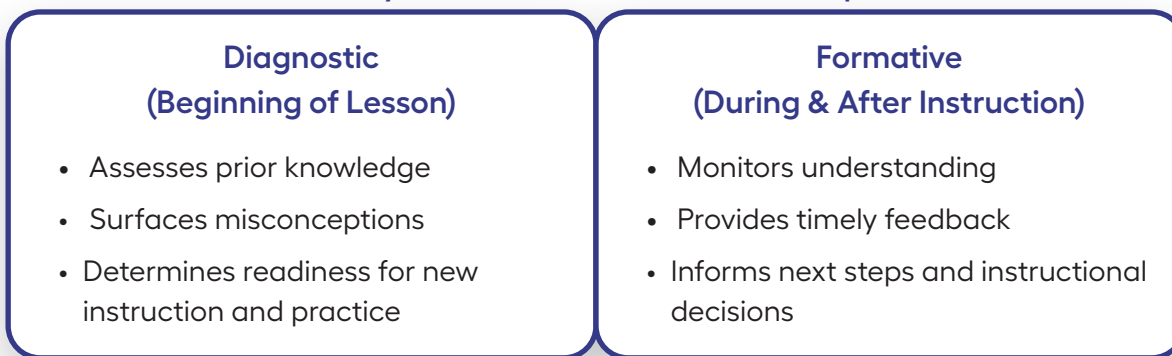 Diagnostic
(Beginning of Lesson)
• Assesses prior knowledge
• Surfaces misconceptions
• Determines readiness for new
instruction and practice
Formative
(During & After Instruction)
• Monitors understanding
• Provides timely feedback
• Informs next steps and instructional
decisions